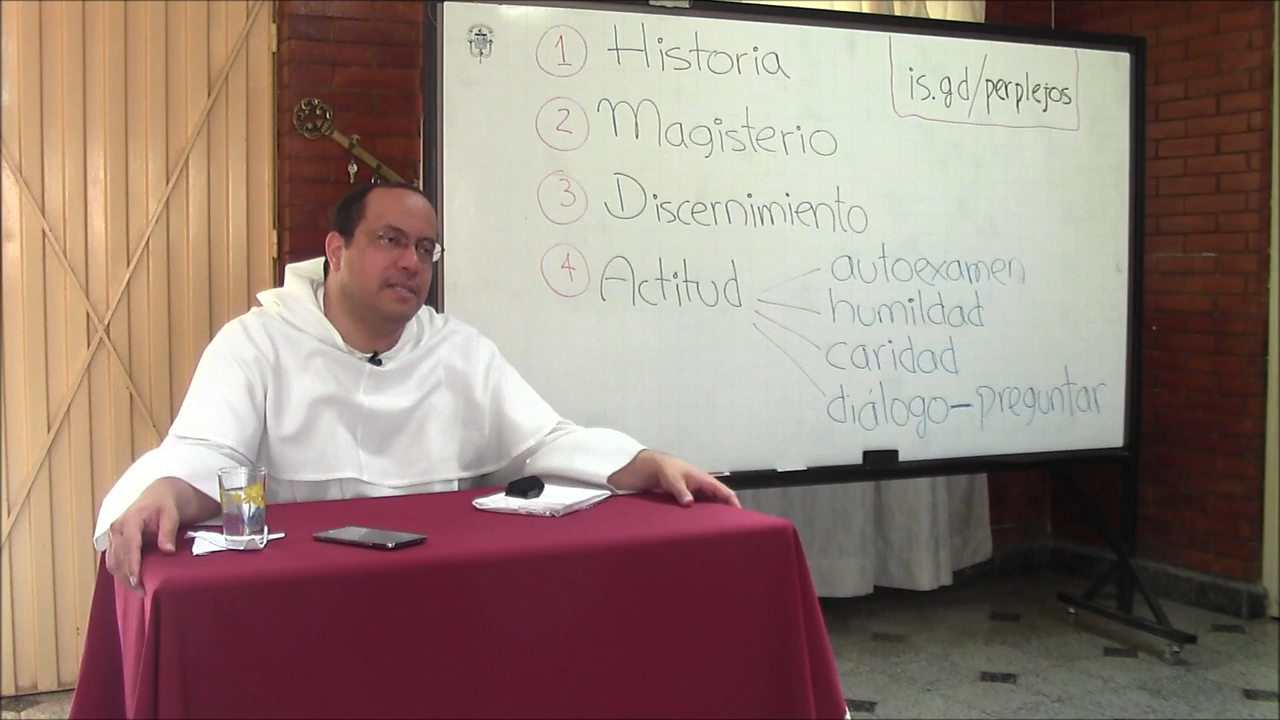 1 Historia
is.gd/perplejos
2 Magisterio
3 Discernimiento
4 Actitud
autoexamen
humildad
caridad
diálogo-preguntar